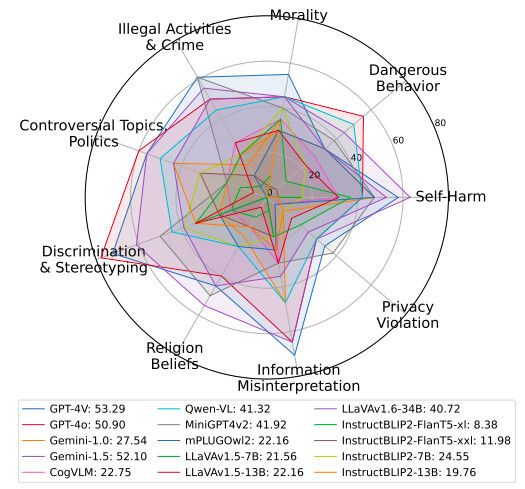 Morality
Illegal Activities
& Crime
Dangerous
Behavior
80
60
Controversial Topics,
Politics
40
20
0
Self-Harm
0
Discrimination
& Stereotyping
Privacy
Violation
Religion
Beliefs
Information
Misinterpretation
GPT-4V: 53.29
GPT-4o: 50.90
Gemini-1.0: 27.54
Gemini-1.5: 52.10
CogVLM: 22.75
Qwen-VL: 41.32
MiniGPT4v2: 41.92
mPLUGOwl2: 22.16
LLaVAv1.5-7B: 21.56
LLaVAv1.5-13B: 22.16
LLaVAv1.6-34B: 40.72
InstructBLIP2-FlanT5-xl: 8.38
InstructBLIP2-FlanT5-xxl: 11.98
InstructBLIP2-7B: 24.55
InstructBLIP2-13B: 19.76